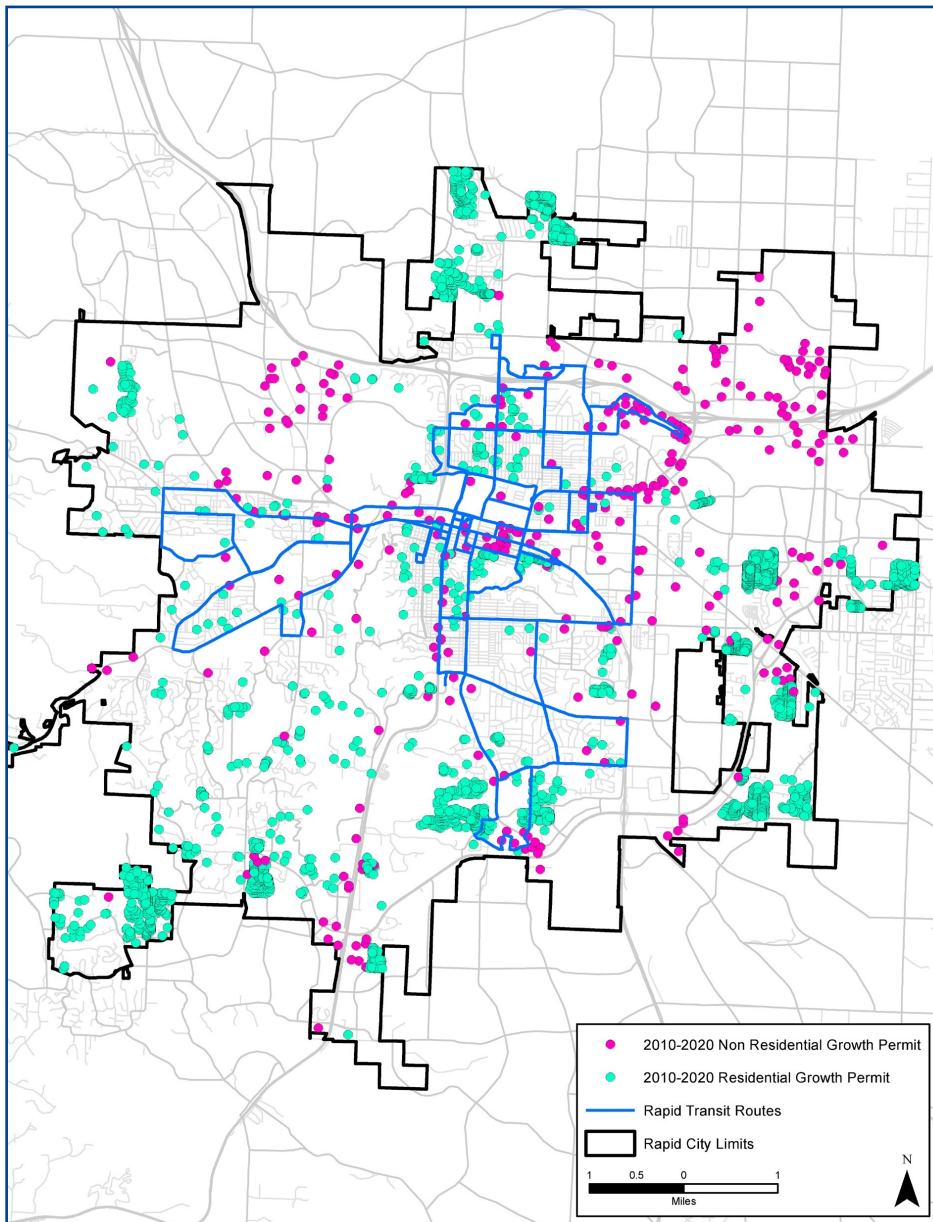 2010-2020 Non Residential Growth Permit
2010-2020 Residential Growth Permit
Rapid Transit Routes
Rapid City Limits
1 0.5 0 1
Miles
N